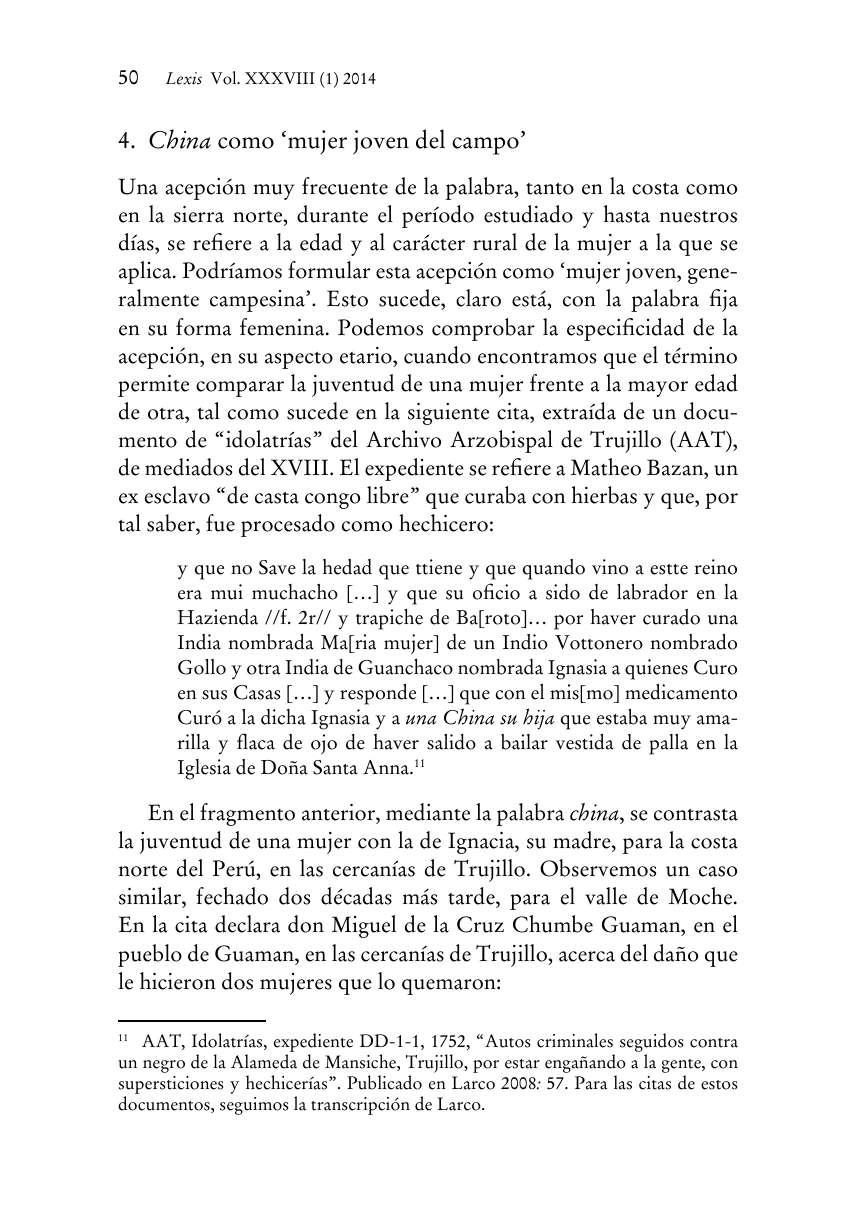 50 Lexis Vol. XXXVIII (1) 2014
4. China como ‘mujer joven del campo’
Una acepción muy frecuente de la palabra, tanto en la costa como
en la sierra norte, durante el período estudiado y hasta nuestros
días, se refiere a la edad y al carácter rural de la mujer a la que se
aplica. Podríamos formular esta acepción como ‘mujer joven, gene-
ralmente campesina’. Esto sucede, claro está, con la palabra fija
en su forma femenina. Podemos comprobar la especificidad de la
acepción, en su aspecto etario, cuando encontramos que el término
permite comparar la juventud de una mujer frente a la mayor edad
de otra, tal como sucede en la siguiente cita, extraída de un docu-
mento de “idolatrías” del Archivo Arzobispal de Trujillo (AAT),
de mediados del XVIII. El expediente se refiere a Matheo Bazan, un
ex esclavo “de casta congo libre” que curaba con hierbas y que, por
tal saber, fue procesado como hechicero:
y que no Save la hedad que ttiene y que quando vino a estte reino
era mui muchacho […] y que su oficio a sido de labrador en la
Hazienda //f. 2r// y trapiche de Ba[roto]… por haver curado una
India nombrada Ma[ria mujer] de un Indio Vottonero nombrado
Gollo y otra India de Guanchaco nombrada Ignasia a quienes Curo
en sus Casas […] y responde […] que con el mis[mo] medicamento
Curó a la dicha Ignasia y a una China su hija que estaba muy ama-
rilla y flaca de ojo de haver salido a bailar vestida de palla en la
Iglesia de Doña Santa Anna.11
En el fragmento anterior, mediante la palabra china, se contrasta
la juventud de una mujer con la de Ignacia, su madre, para la costa
norte del Perú, en las cercanías de Trujillo. Observemos un caso
similar, fechado dos décadas más tarde, para el valle de Moche.
En la cita declara don Miguel de la Cruz Chumbe Guaman, en el
pueblo de Guaman, en las cercanías de Trujillo, acerca del daño que
le hicieron dos mujeres que lo quemaron:
11 AAT, Idolatrías, expediente DD-1-1, 1752, “Autos criminales seguidos contra
un negro de la Alameda de Mansiche, Trujillo, por estar engañando a la gente, con
supersticiones y hechicerías”. Publicado en Larco 2008: 57. Para las citas de estos
documentos, seguimos la transcripción de Larco.